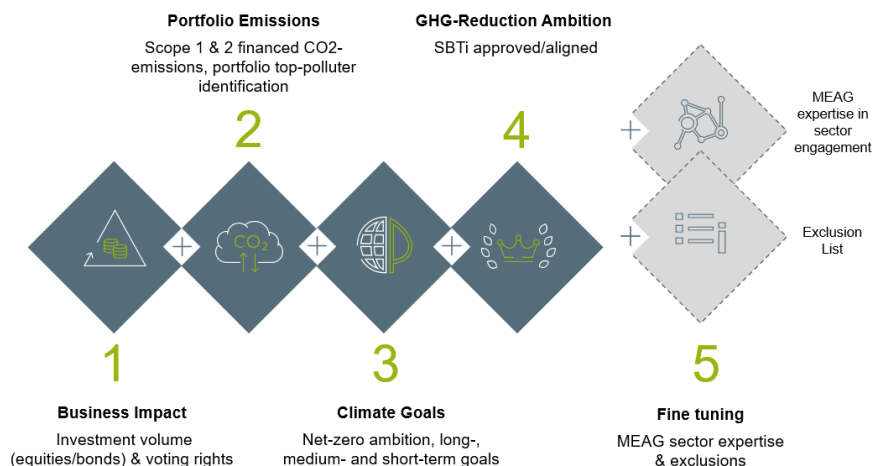 Portfolio Emissions
Scope 1 & 2 financed CO2-
emissions, portfolio top-polluter
identification
2
GHG-Reduction Ambition
SBTi approved/aligned
4
MEAG
expertise in
sector
engagement
+
CO2
+
+
+
+
Exclusion
List
1
Business Impact
Investment volume
(equities/bonds) & voting rights
3
Climate Goals
Net-zero ambition, long-,
medium- and short-term goals
5
Fine tuning
MEAG sector expertise
& exclusions